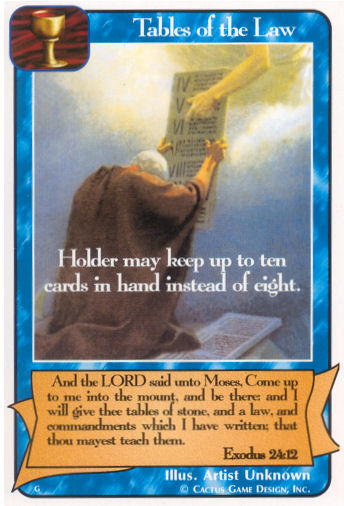 Tables of the Law
IV
V
VI
Holder may keep up to ten
cards in hand instead of eight.
And the LORD said unto Moses, Come up
to me into the mount, and be there: and I
will give thee tables of stone, and a law, and
commandments which I have written; that
thou mayest teach them.
Exodus 24:12
Illus. Artist Unknown
G
© Cactus Game Design, Inc.